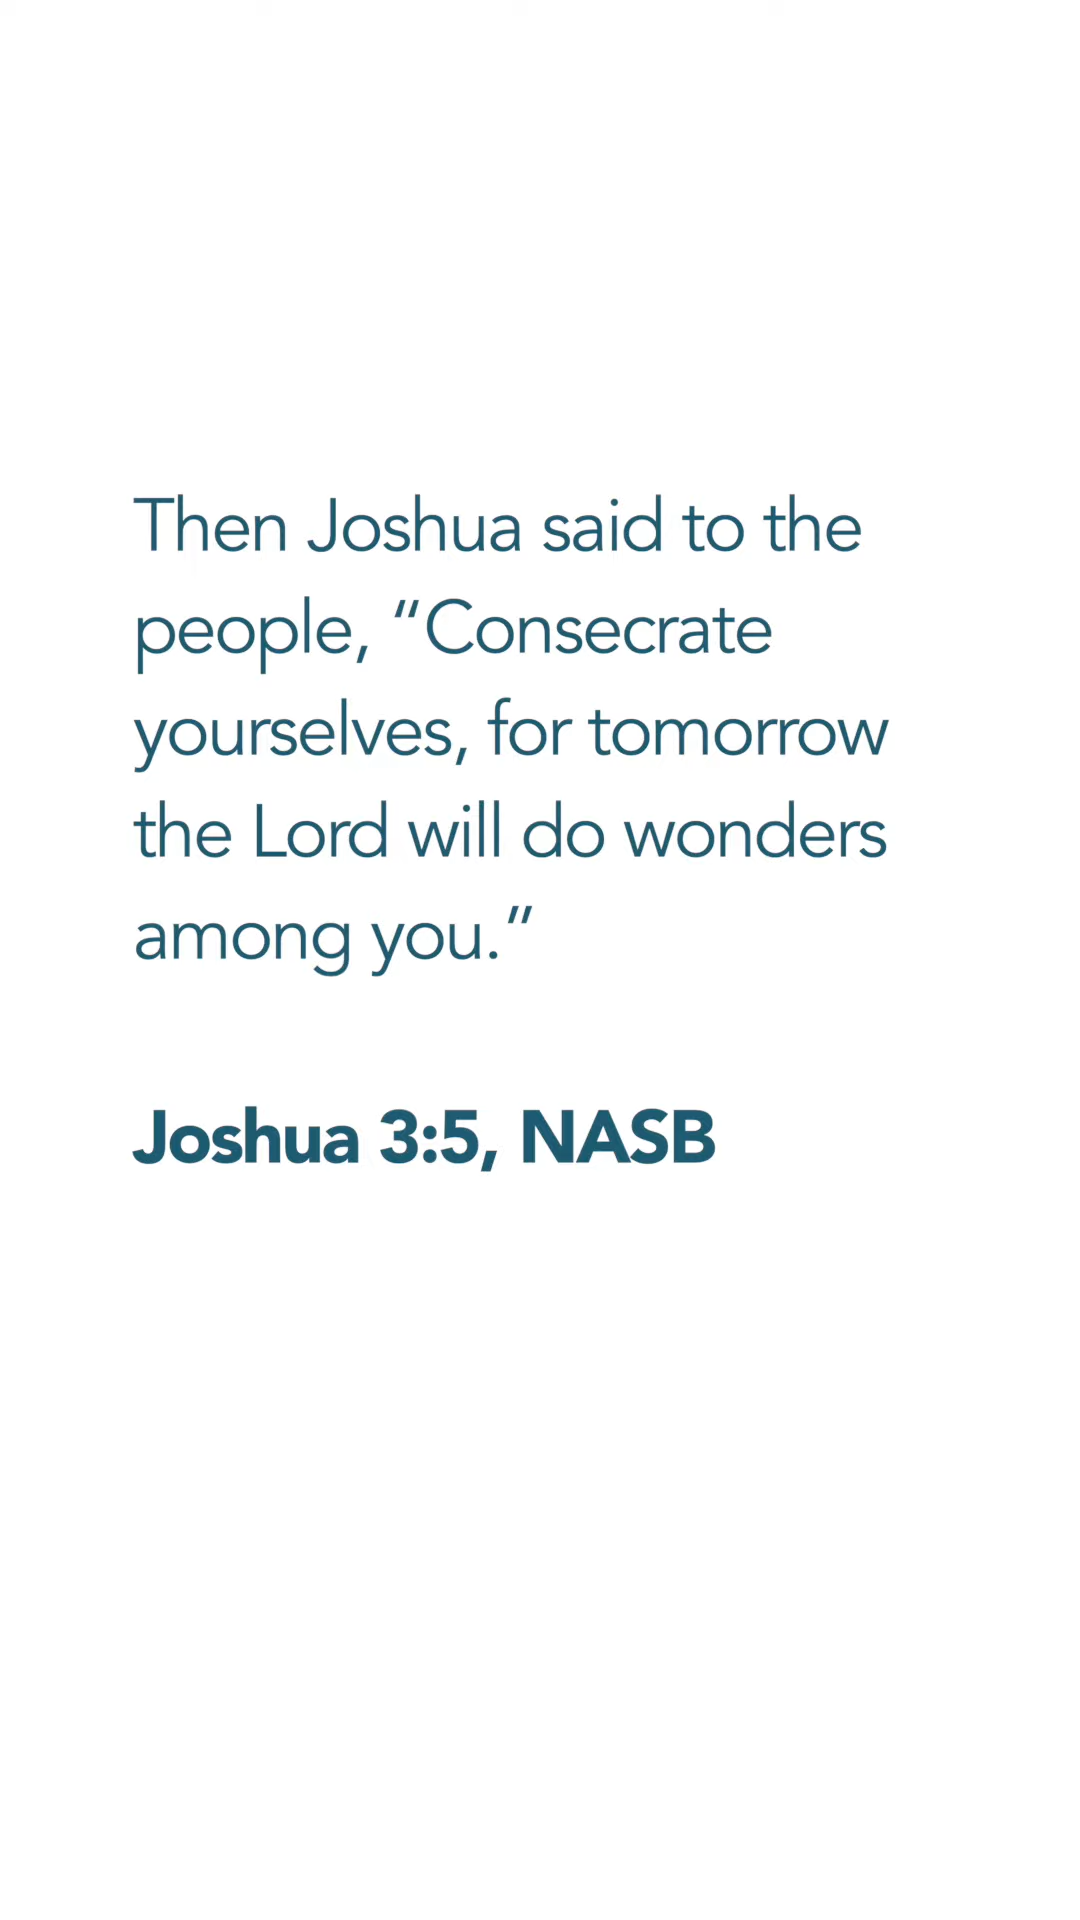 Then Joshua said to the
people, “Consecrate
yourselves, for tomorrow
the Lord will do wonders
among you.”
Joshua 3:5, NASB